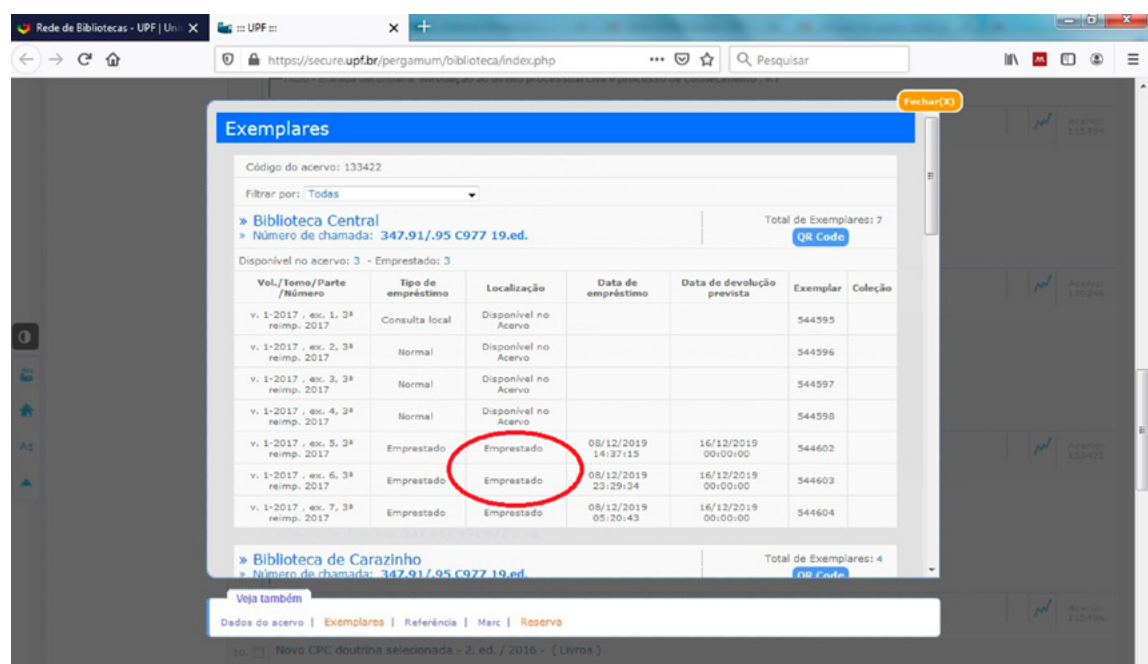 Rede de Bibliotecas - UPF | Uni
::: UPF :::
https://secure.upf.br/pergamum/biblioteca/index.php
Pesquisar
Fechar(X)
Exemplares
Código do acervo: 133422
Filtrar por: Todas
» Biblioteca Central
Total de Exemplares: 7
» Número de chamada: 347.91/.95 C977 19.ed.
QR Code
Disponível no acervo: 3 - Emprestado: 3
Vol./Tomo/Parte /Número Tipo de empréstimo Localização Data de empréstimo Data de devolução prevista Exemplar Coleção
v. 1-2017 , ex. 1, 3ª reimp. 2017 Consulta local Disponível no Acervo 544595
v. 1-2017 , ex. 2, 3ª reimp. 2017 Normal Disponível no Acervo 544596
v. 1-2017 , ex. 3, 3ª reimp. 2017 Normal Disponível no Acervo 544597
v. 1-2017 , ex. 4, 3ª reimp. 2017 Normal Disponível no Acervo 544598
v. 1-2017 , ex. 5, 3ª reimp. 2017 Emprestado Emprestado 08/12/2019 14:37:15 16/12/2019 00:00:00 544602
v. 1-2017 , ex. 6, 3ª reimp. 2017 Emprestado Emprestado 08/12/2019 23:29:34 16/12/2019 00:00:00 544603
v. 1-2017 , ex. 7, 3ª reimp. 2017 Emprestado Emprestado 08/12/2019 05:20:43 16/12/2019 00:00:00 544604
» Biblioteca de Carazinho
Total de Exemplares: 4
» Número de chamada: 347.91/.95 C977 19.ed.
QR Code
Veja também
Dados do acervo | Exemplares | Referência | Marc | Reserva
10. Novo CPC doutrina selecionada - 2. ed. / 2016 - ( Livros )
Acervo:
Acervo:
Acervo:
133422
Acervo: